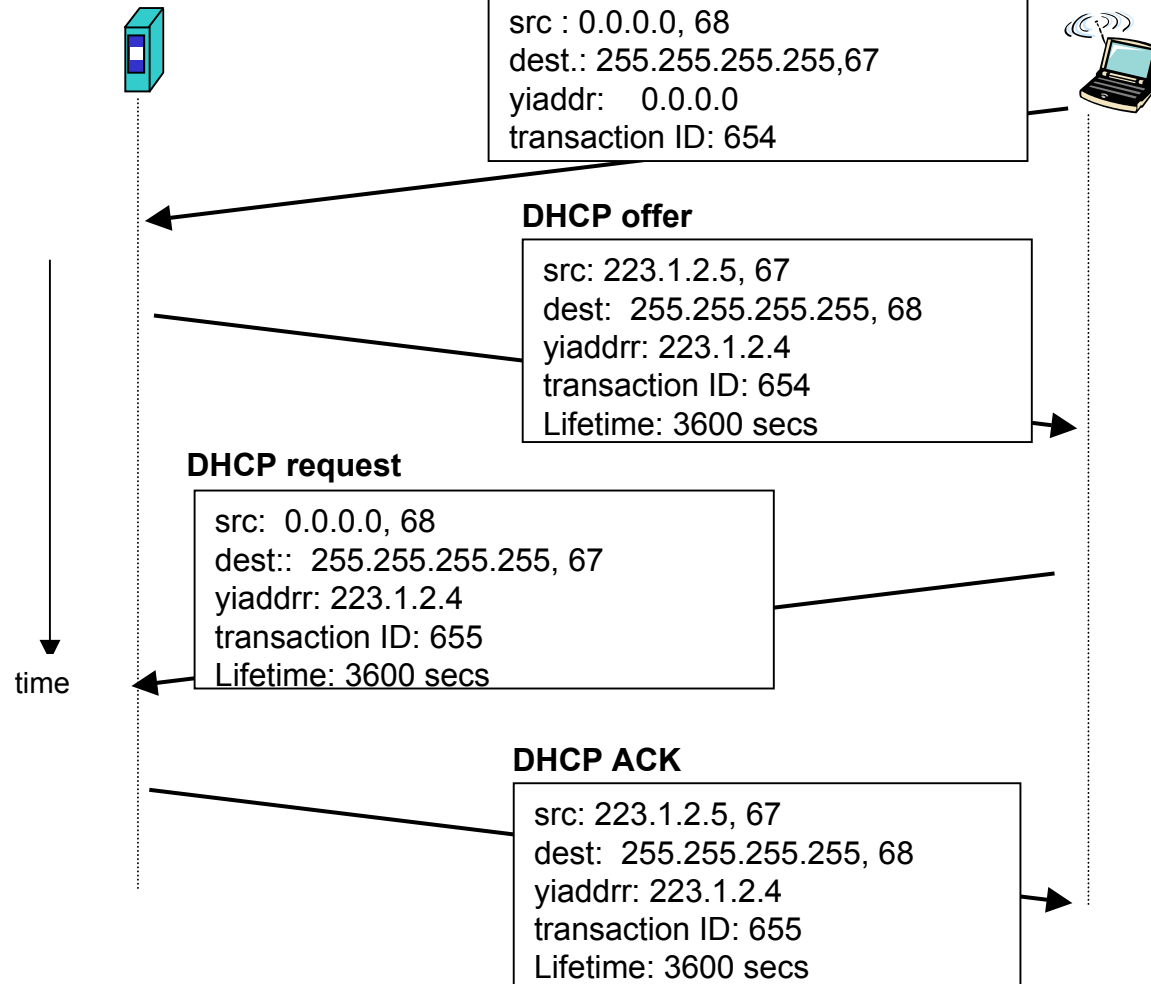 src : 0.0.0.0, 68
dest.: 255.255.255.255,67
yiaddr: 0.0.0.0
transaction ID: 654
DHCP offer
src: 223.1.2.5, 67
dest: 255.255.255.255, 68
yiaddrr: 223.1.2.4
transaction ID: 654
Lifetime: 3600 secs
DHCP request
src: 0.0.0.0, 68
dest:: 255.255.255.255, 67
yiaddrr: 223.1.2.4
transaction ID: 655
Lifetime: 3600 secs
time
DHCP ACK
src: 223.1.2.5, 67
dest: 255.255.255.255, 68
yiaddrr: 223.1.2.4
transaction ID: 655
Lifetime: 3600 secs